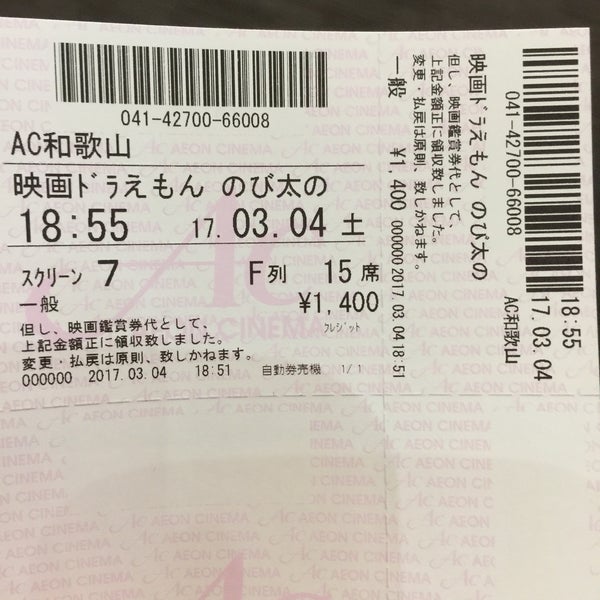 041-42700-66008
AC和歌山
映画ドラえもん のび太の
18:55 17.03.04 土
スクリーン 7 F列 15席
一般 ¥1,400
クレジット
但し、映画鑑賞券代として、
上記金額正に領収致しました。
変更・払戻は原則、致しかねます。
000000 2017.03.04 18:51 自動券売機 1/1
映画ドラえもん のび太の
但し、映画鑑賞券代として、
上記金額正に領収致しました。
変更・払戻は原則、致しかねます。
一般 ¥1,400 000000 2017.03.04 18:51
041-42700-66008
AC和歌山
18:55
17.03.04
AC AEON CINEMA